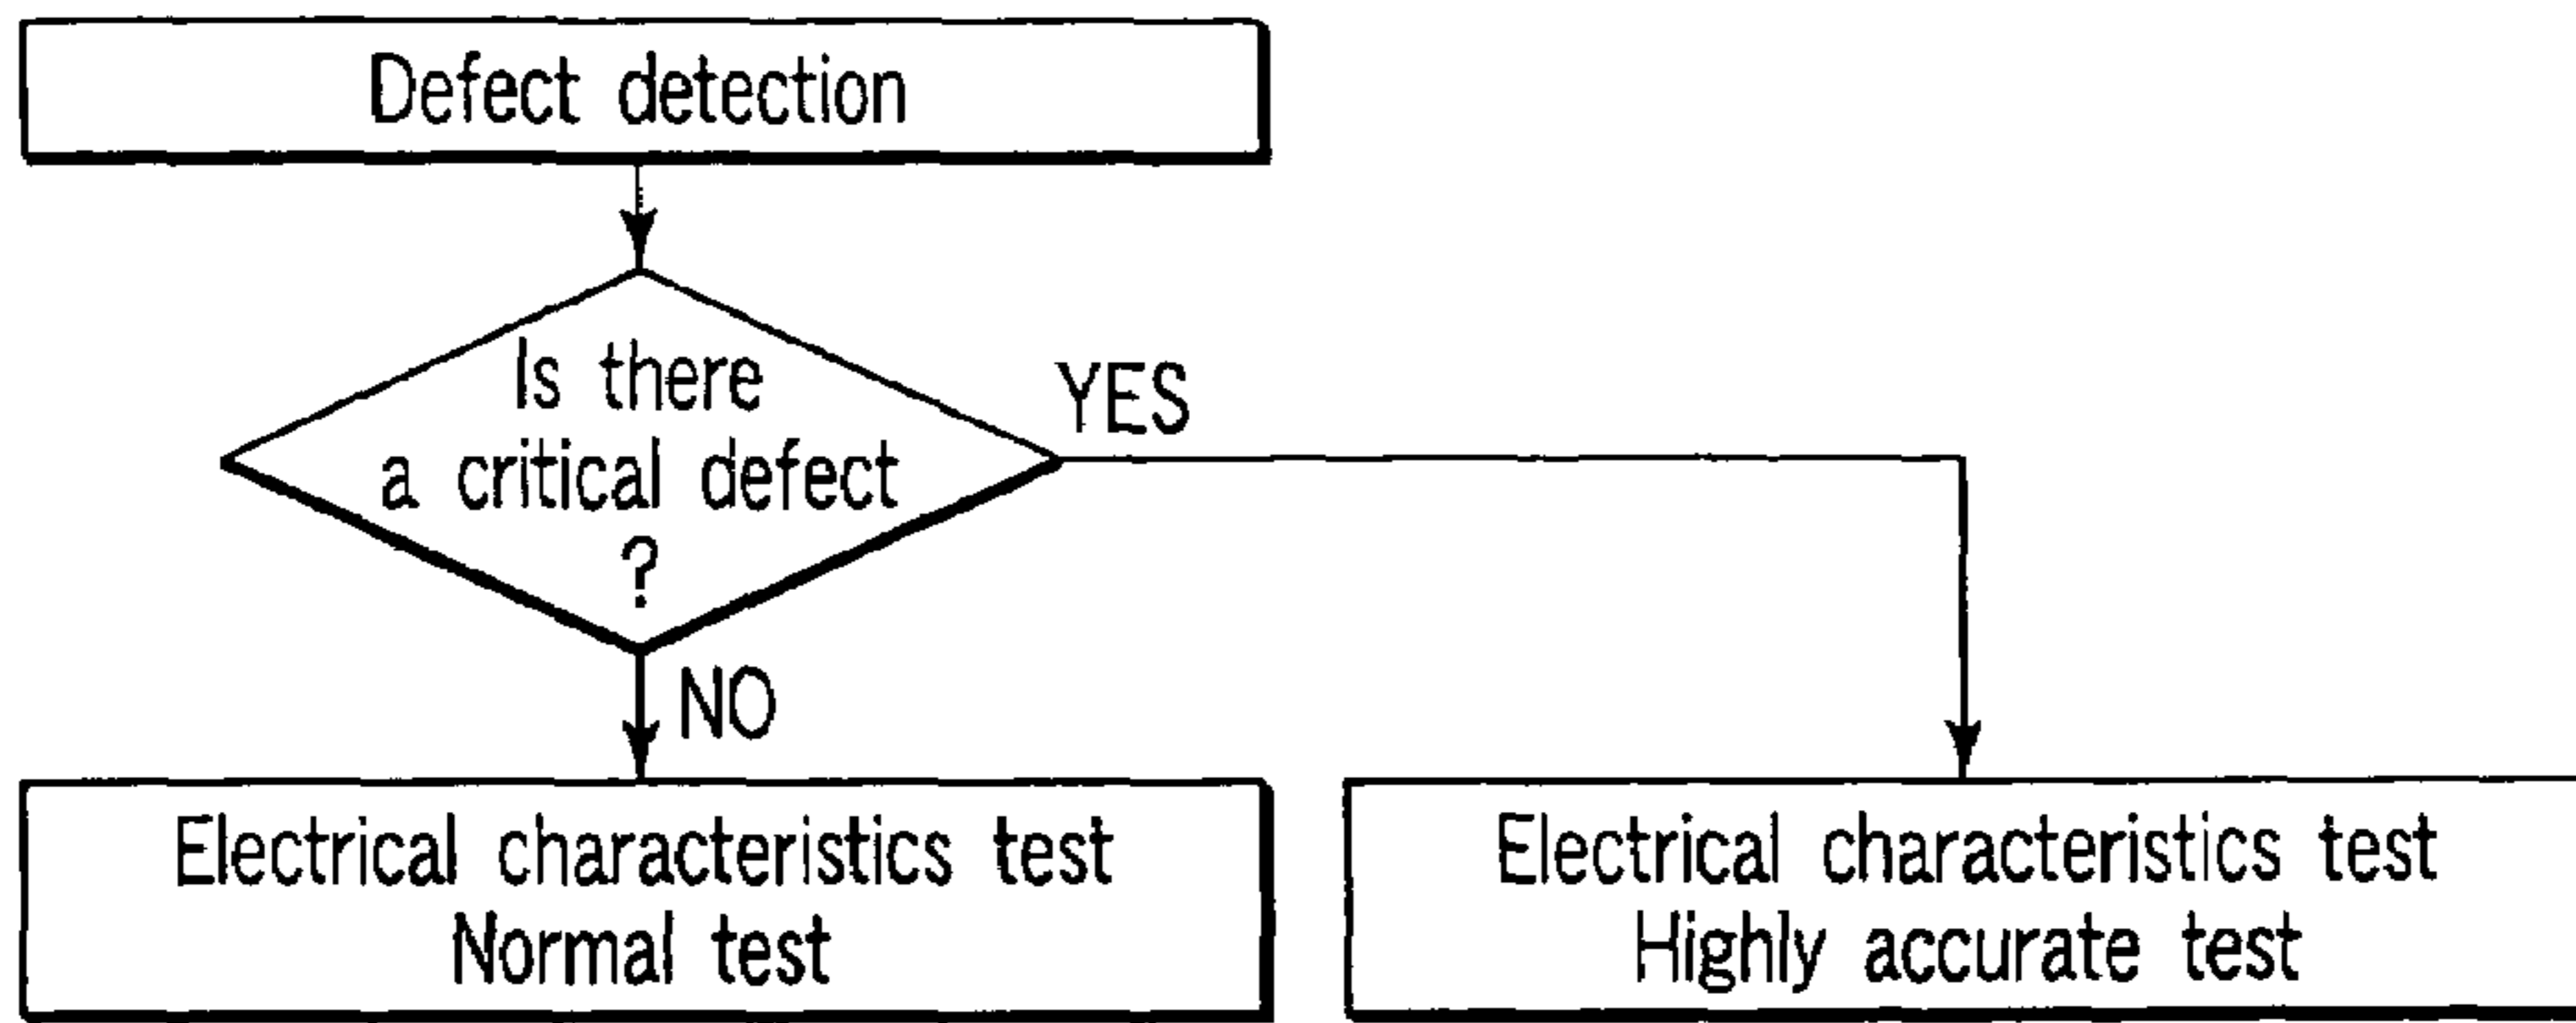 Defect detection
Is there
a critical defect
?
YES
NO
Electrical characteristics test
Normal test
Electrical characteristics test
Highly accurate test